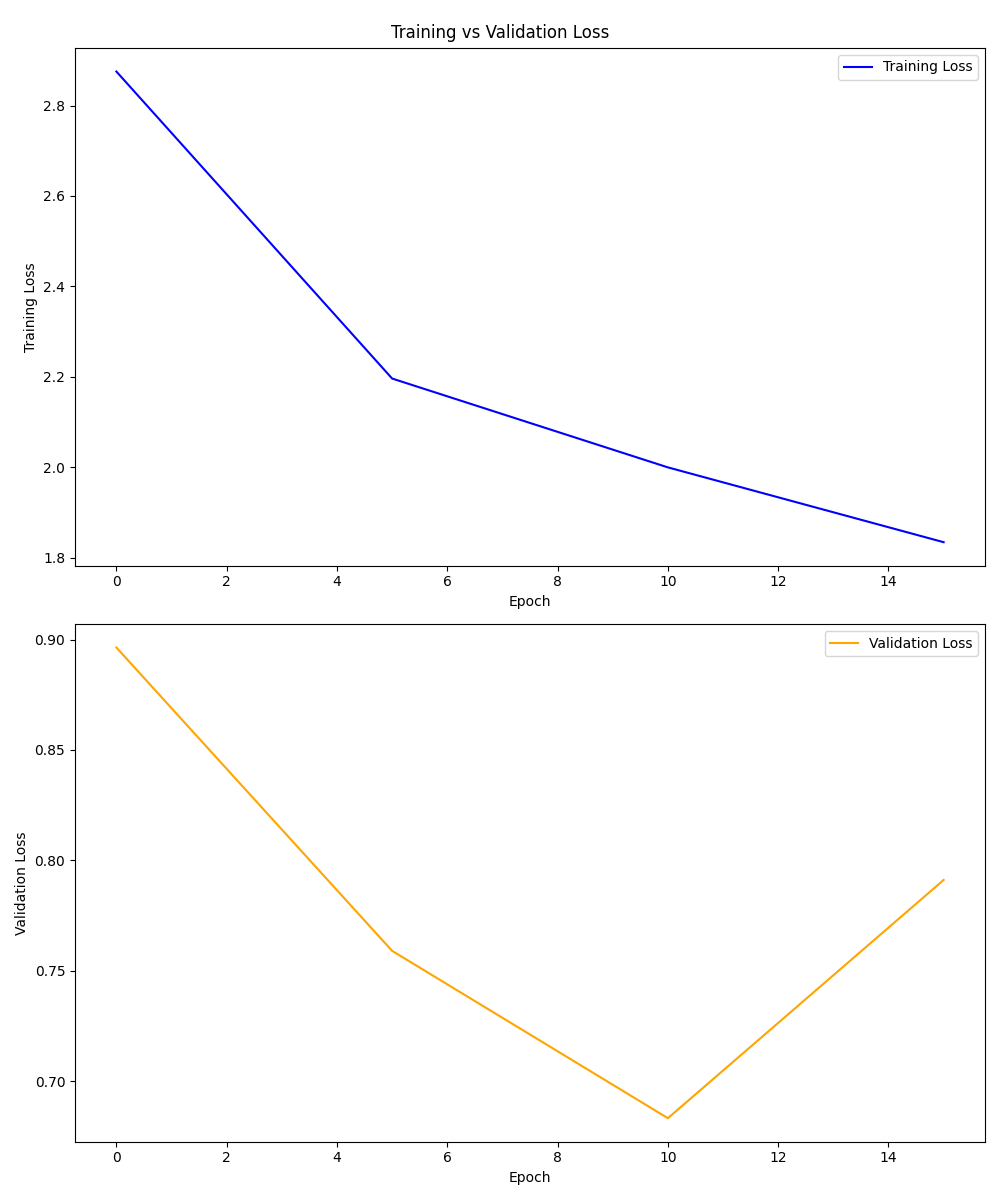 Training vs Validation Loss
Training Loss
2.8
2.6
2.4
2.2
2.0
1.8
Training Loss
0 2 4 6 8 10 12 14
Epoch
Validation Loss
0.90
0.85
0.80
0.75
0.70
Validation Loss
0 2 4 6 8 10 12 14
Epoch